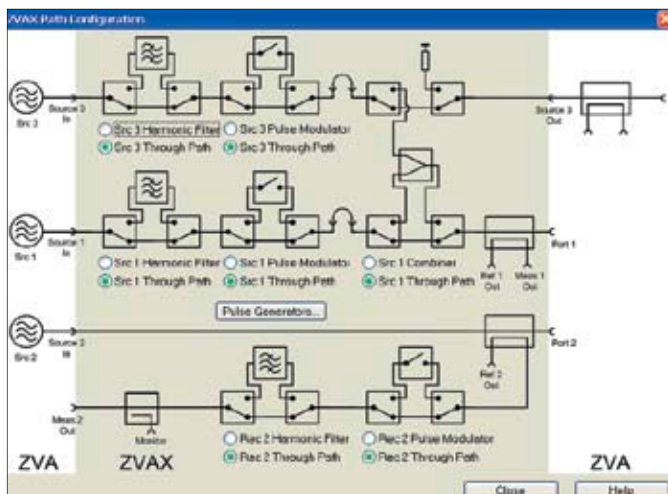 ZVAX Path Configuration
Src 3
Source 3 In
Src 3 Harmonic Filter
Src 3 Pulse Modulator
Src 3 Through Path
Src 3 Through Path
Source 3 Out
Src 1
Source 1 In
Src 1 Harmonic Filter
Src 1 Pulse Modulator
Src 1 Combiner
Src 1 Through Path
Src 1 Through Path
Src 1 Through Path
Ref 1 Out
Meas 1 Out
Port 1
Pulse Generators...
Src 2
Source 2 In
Ref 2 Out
Port 2
Meas 2 Out
Monitor
Rec 2 Harmonic Filter
Rec 2 Pulse Modulator
Rec 2 Through Path
Rec 2 Through Path
ZVA
ZVAX
ZVA
Close
Help